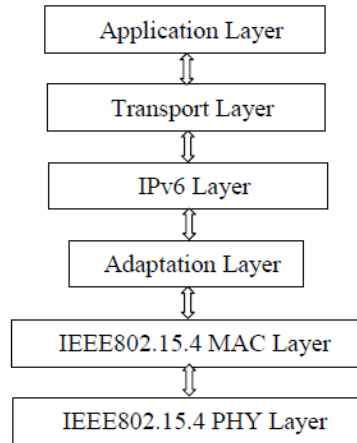 Application Layer
Transport Layer
IPv6 Layer
Adaptation Layer
IEEE802.15.4 MAC Layer
IEEE802.15.4 PHY Layer